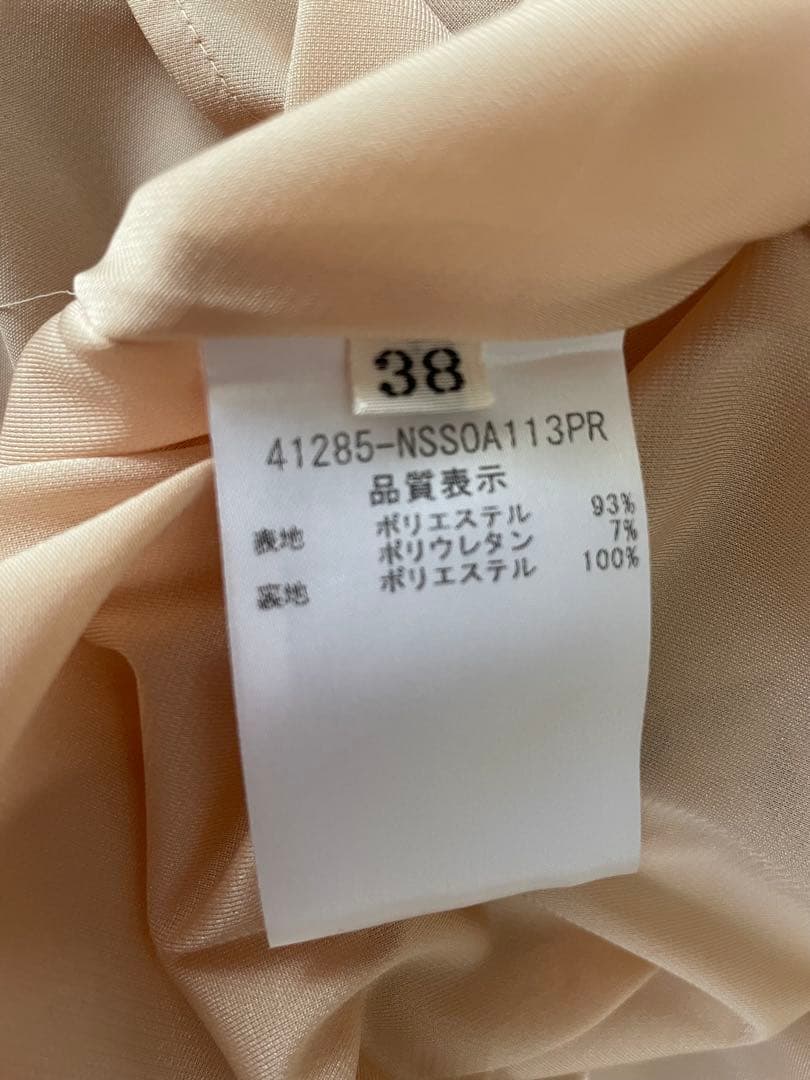 38
41285-NSSOA113PR
品質表示
表地 ポリエステル 93%
ポリウレタン 7%
裏地 ポリエステル 100%